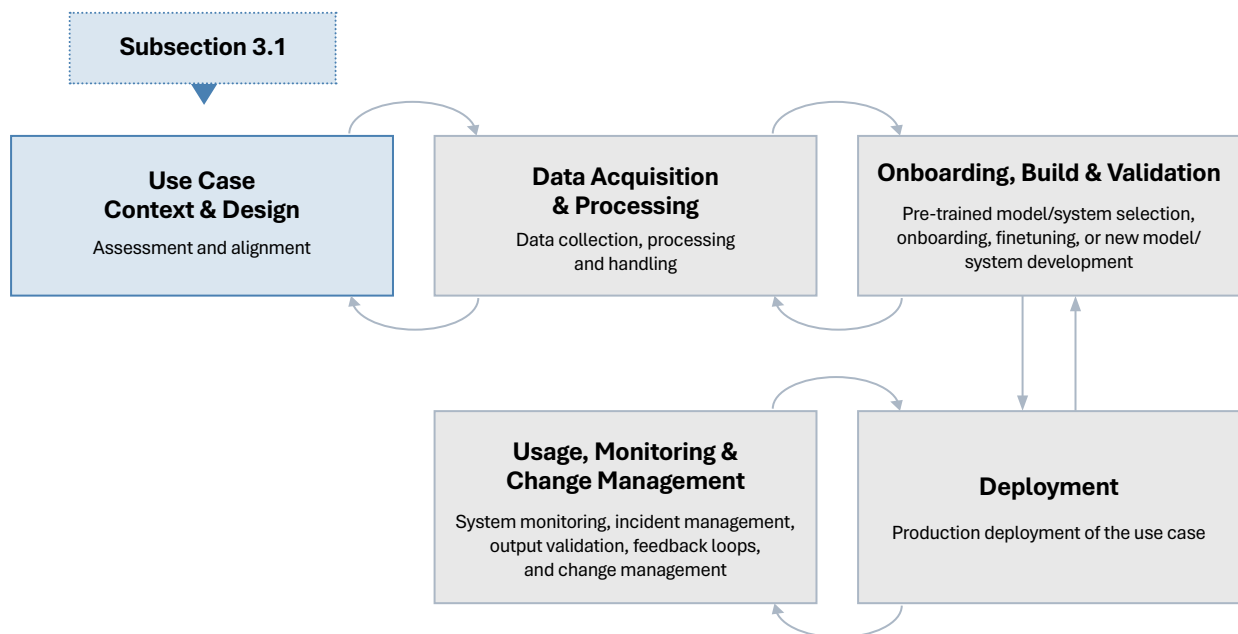 Subsection 3.1
Use Case
Context & Design
Assessment and alignment
Data Acquisition
& Processing
Data collection, processing
and handling
Onboarding, Build & Validation
Pre-trained model/system selection,
onboarding, finetuning, or new model/
system development
Usage, Monitoring &
Change Management
System monitoring, incident management,
output validation, feedback loops,
and change management
Deployment
Production deployment of the use case